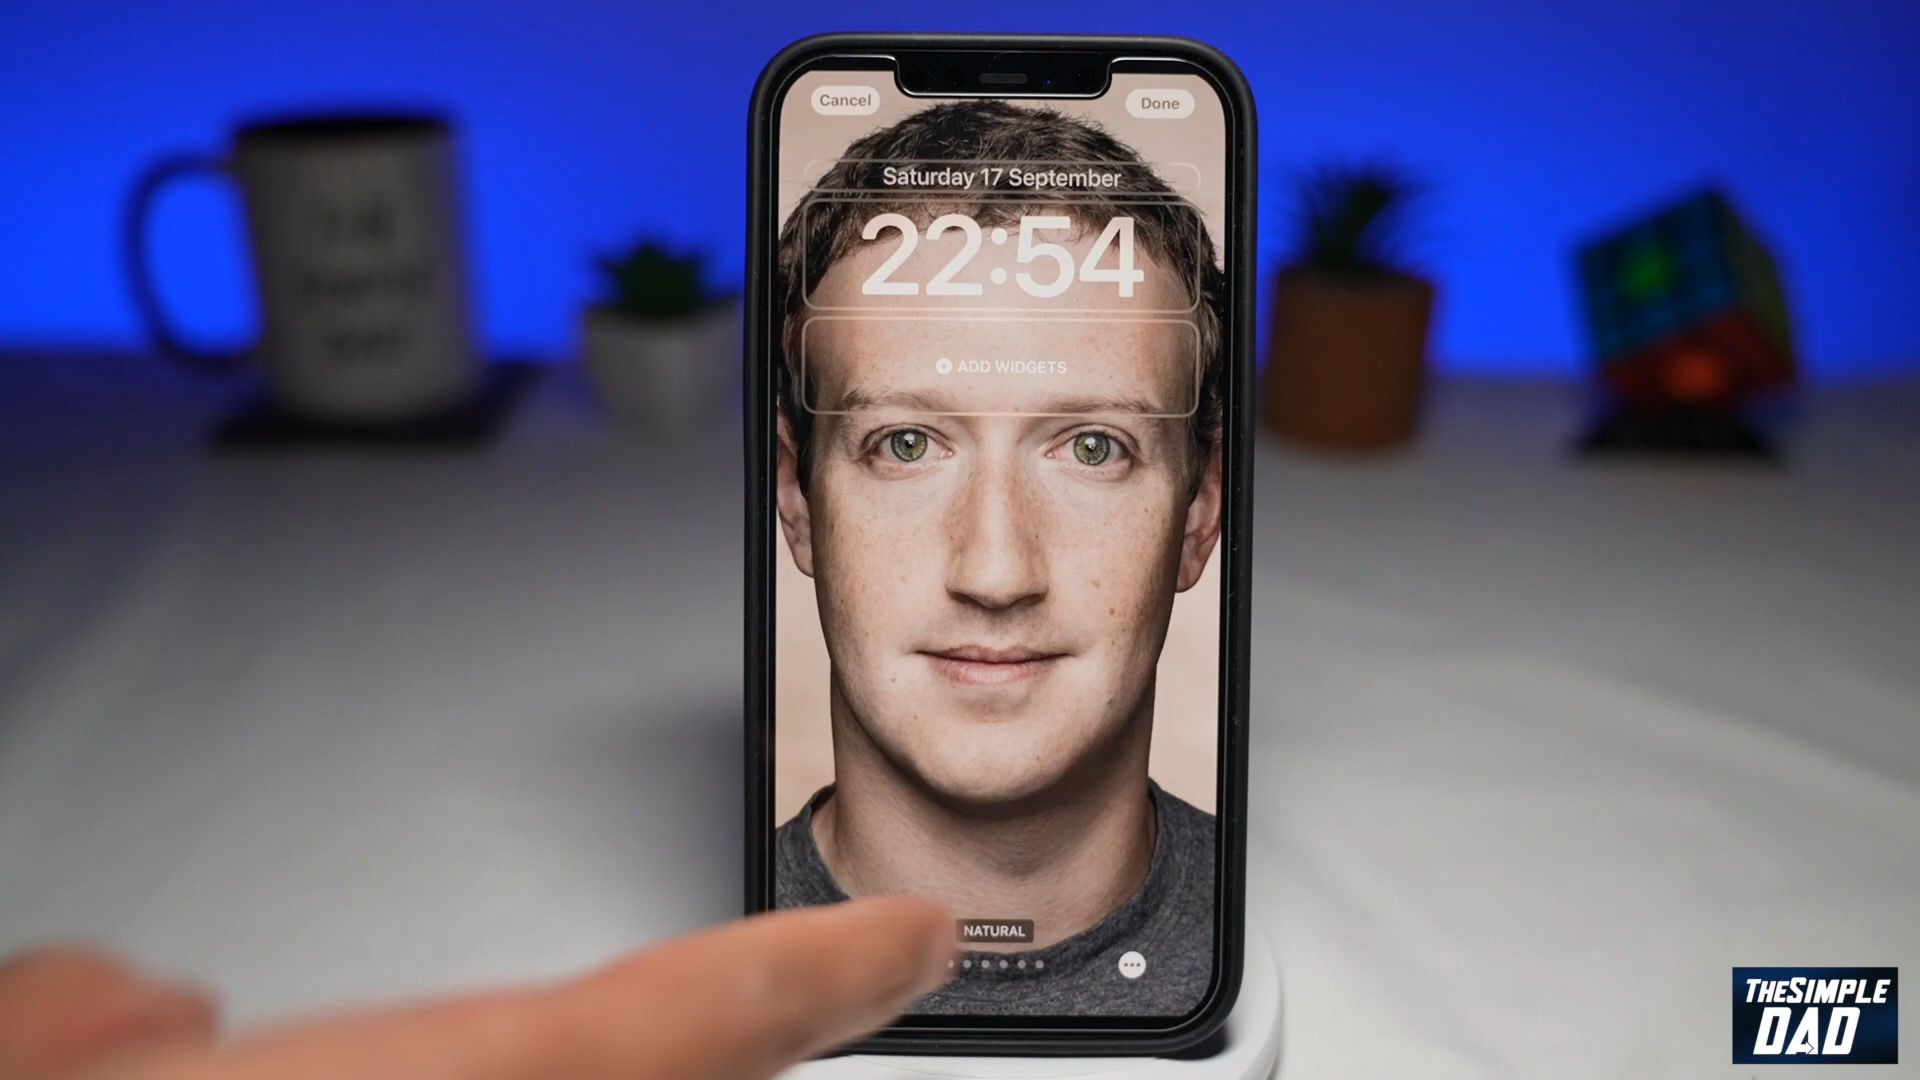 Cancel
Done
Saturday 17 September
22:54
ADD WIDGETS
NATURAL
THESIMPLE
DAD